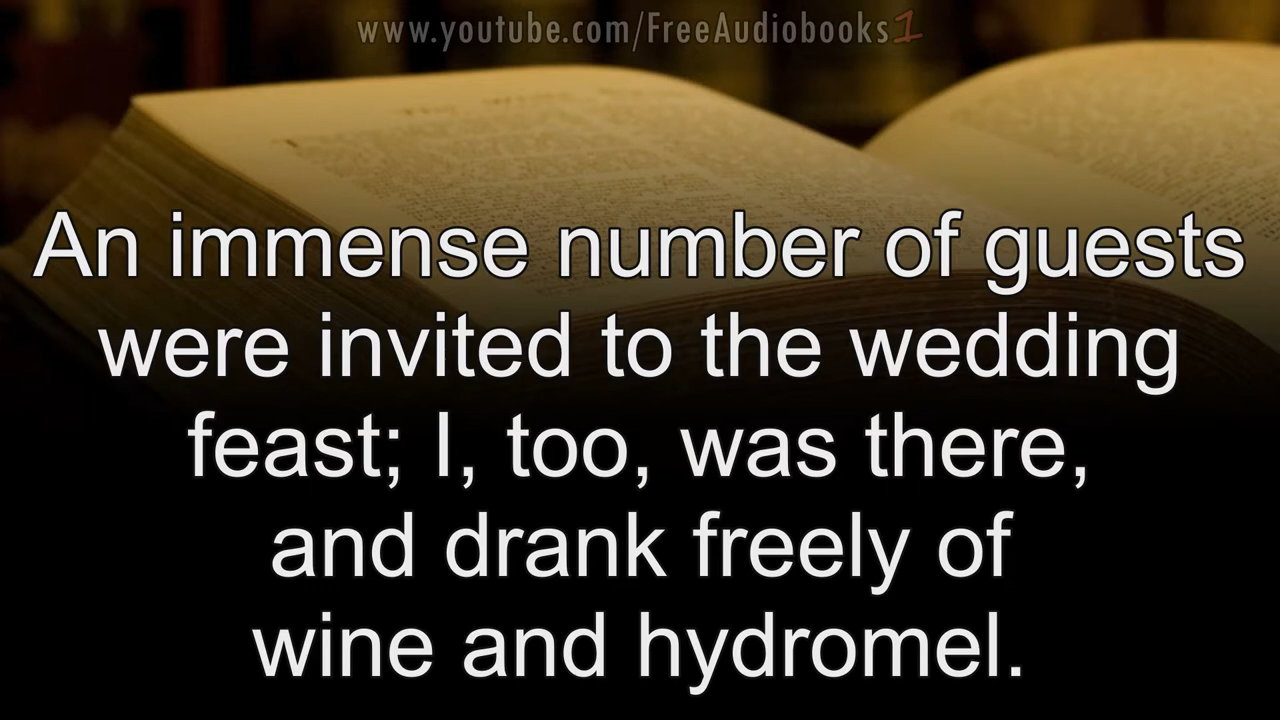 www.youtube.com/FreeAudiobooks1
An immense number of guests
were invited to the wedding
feast; I, too, was there,
and drank freely of
wine and hydromel.